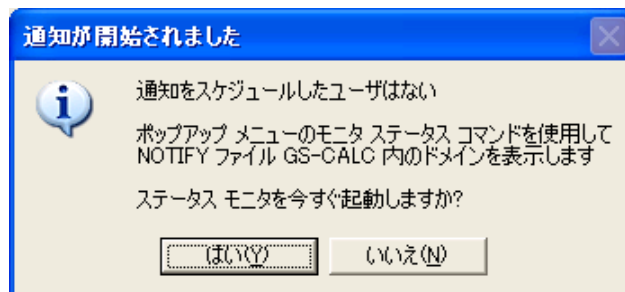 通知が開始されました
通知をスケジュールしたユーザはない
ポップアップ メニューのモニタ ステータス コマンドを使用して
NOTIFY ファイル GS-CALC 内のドメインを表示します
ステータス モニタを今すぐ起動しますか?
はい(Y)
いいえ(N)